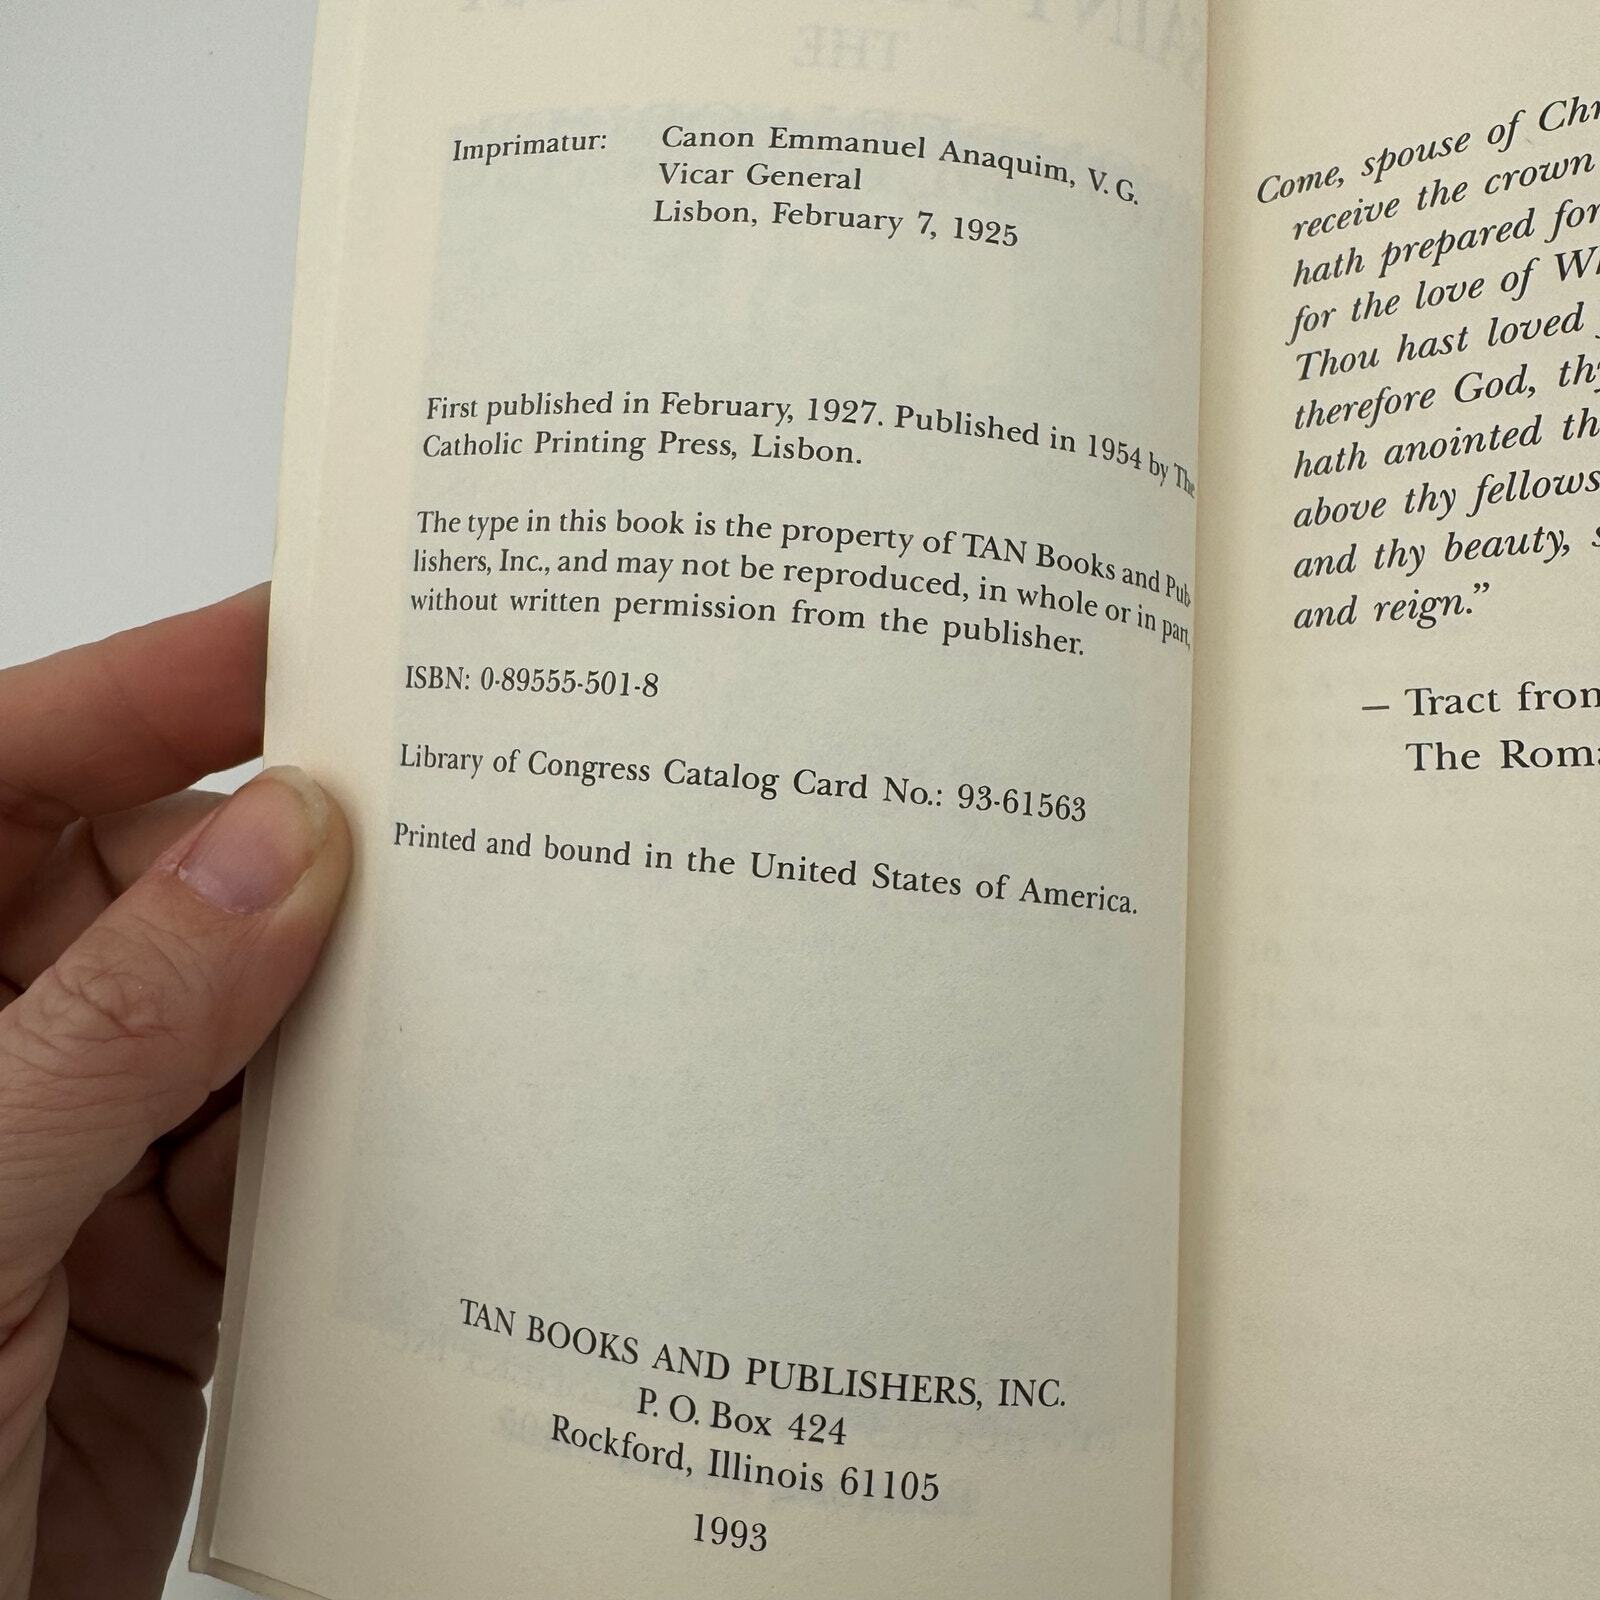 Imprimatur: Canon Emmanuel Anaquim, V. G.
Vicar General
Lisbon, February 7, 1925
First published in February, 1927. Published in 1954 by The
Catholic Printing Press, Lisbon.
The type in this book is the property of TAN Books and Pub
lishers, Inc., and may not be reproduced, in whole or in part,
without written permission from the publisher.
ISBN: 0-89555-501-8
Library of Congress Catalog Card No.: 93-61563
Printed and bound in the United States of America.
TAN BOOKS AND PUBLISHERS, INC.
P. O. Box 424
Rockford, Illinois 61105
1993
Come, spouse of
receive the crown
hath prepared for
for the love of
Thou hast loved
therefore God,
hath anointed
above thy fellows
and thy beauty,
and reign.”
— Tract
The